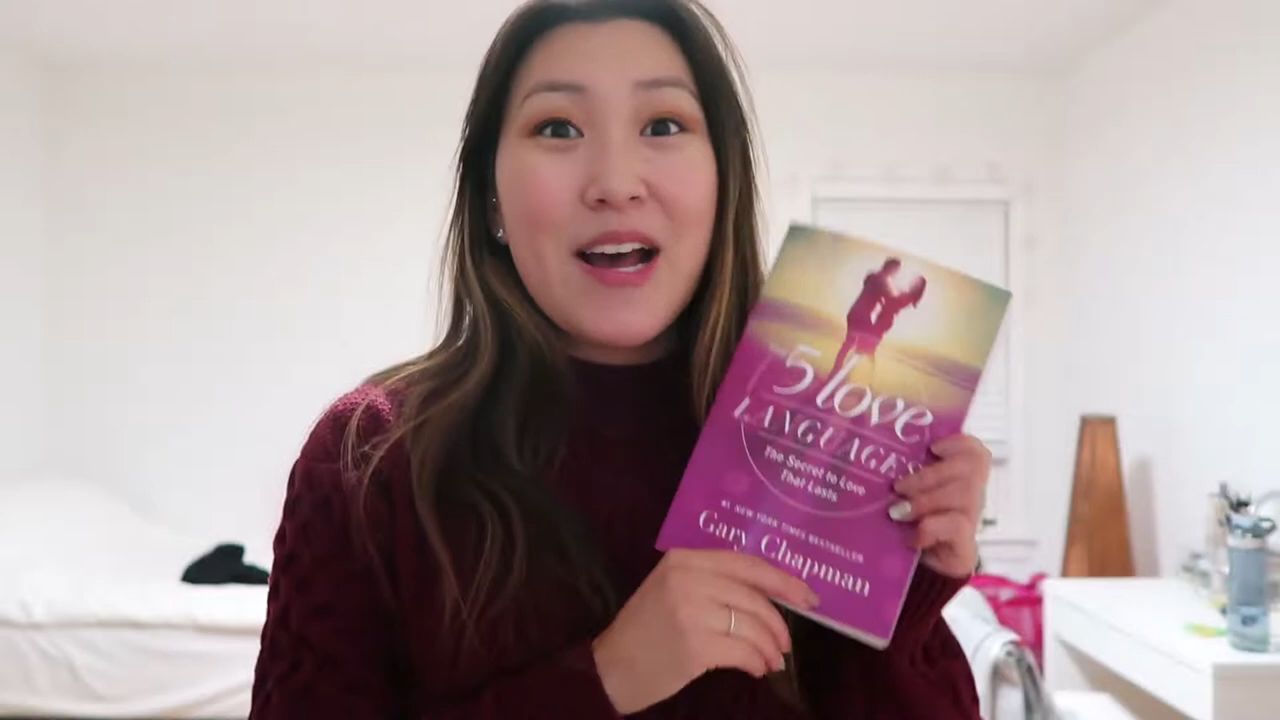 5 love
LANGUAGES
The Secret to Love
That Lasts
#1 NEW YORK TIMES BESTSELLER
Gary Chapman